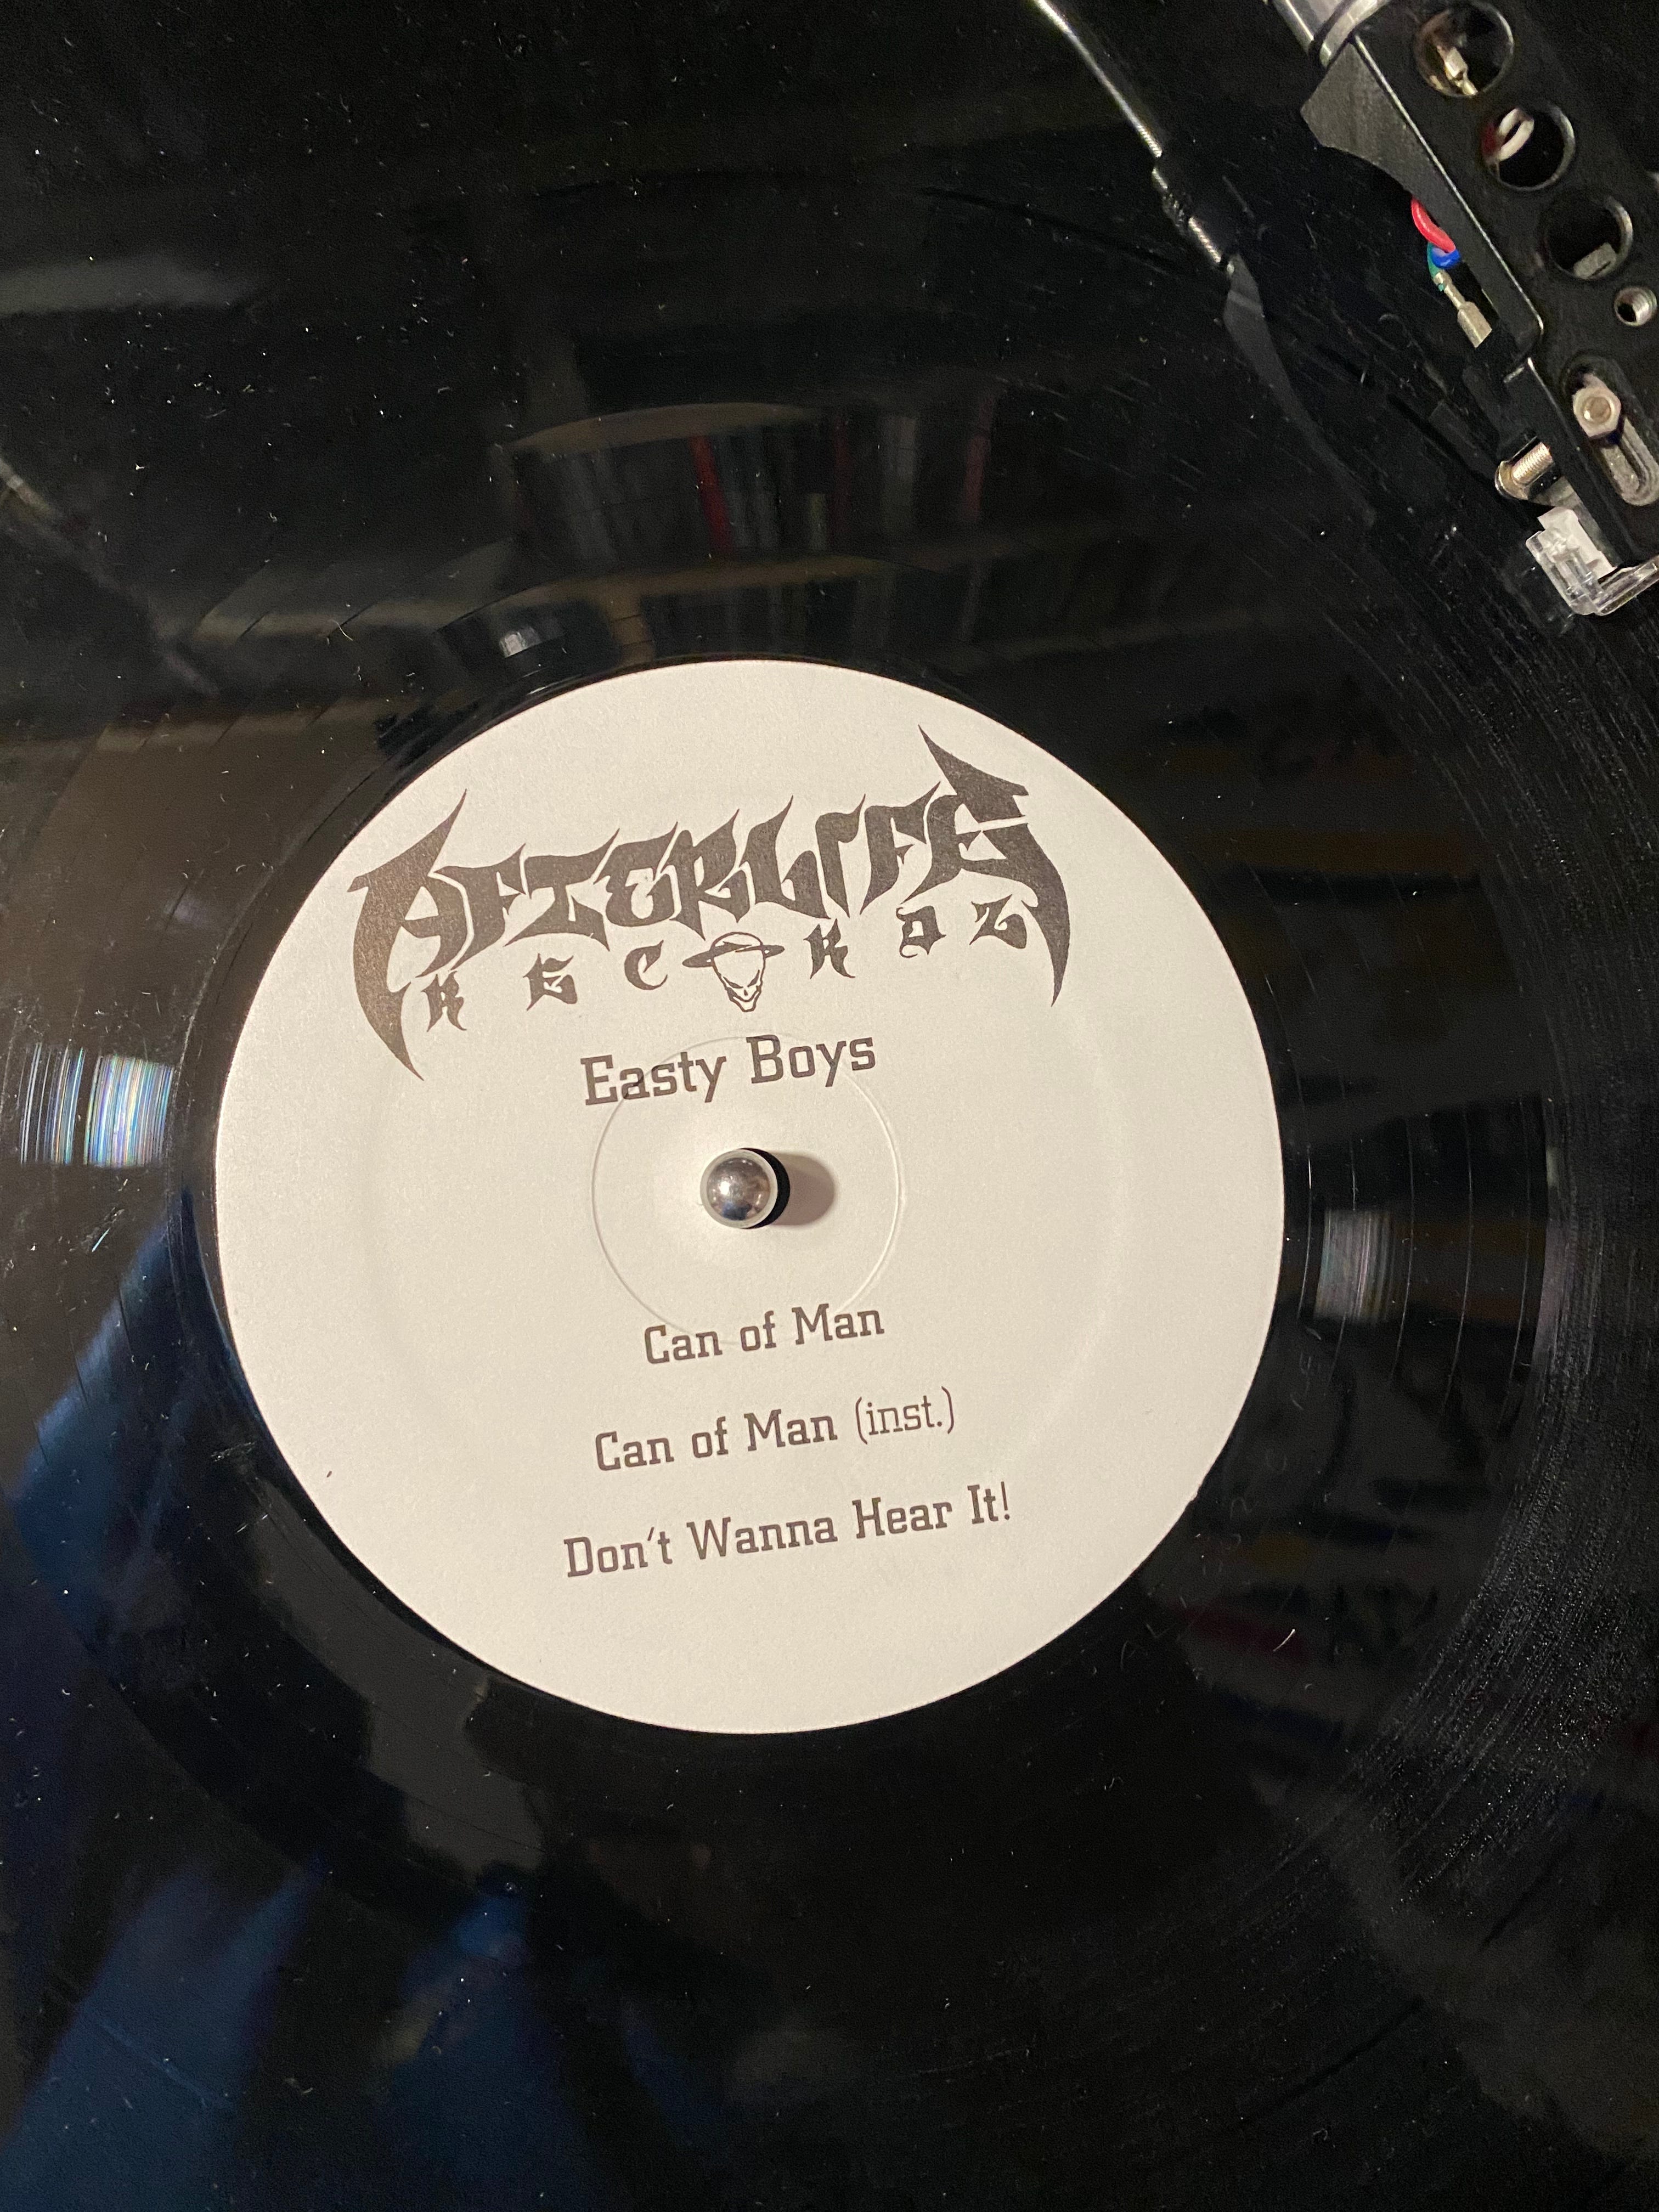 AFTERLIFE
RECORDZ
Easty Boys
Can of Man
Can of Man (inst.)
Don't Wanna Hear It!